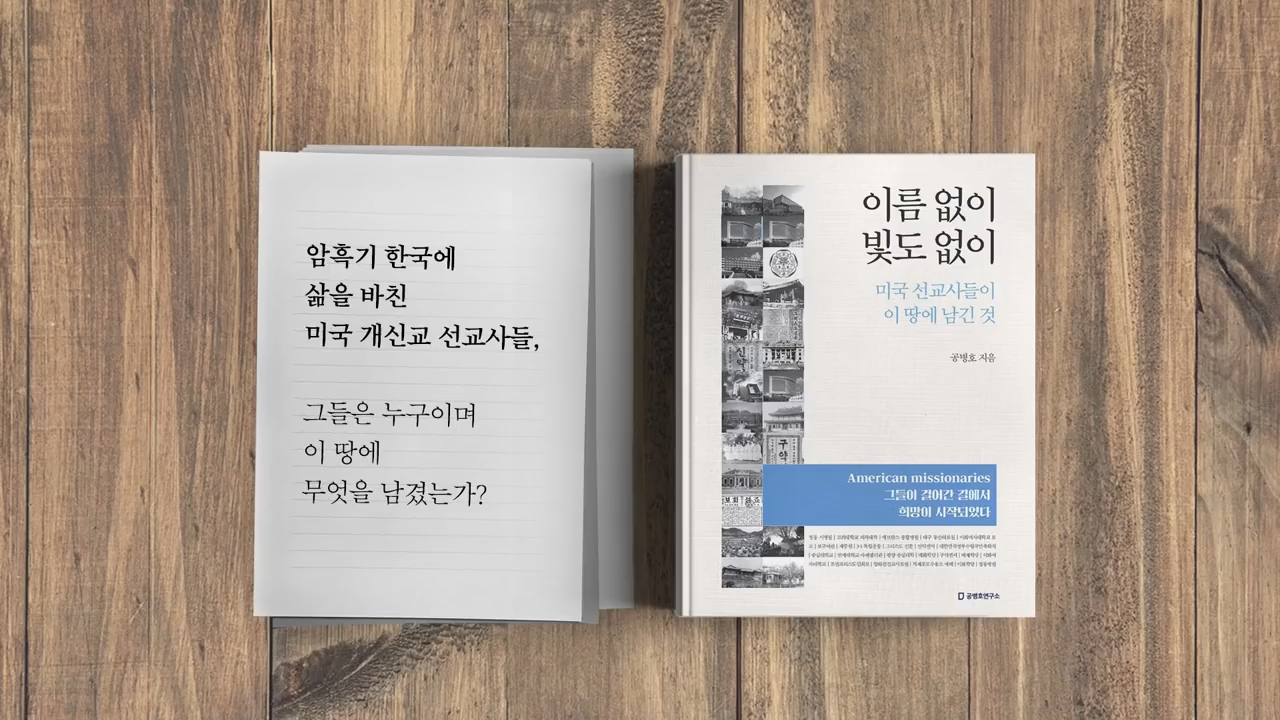 암흑기 한국에
삶을 바친
미국 개신교 선교사들,
그들은 누구이며
이 땅에
무엇을 남겼는가?
이름 없이
빛도 없이
미국 선교사들이
이 땅에 남긴 것
공병호 지음
신약
구약
American missionaries
그들이 걸어간 길에서
희망이 시작되었다
공병호연구소